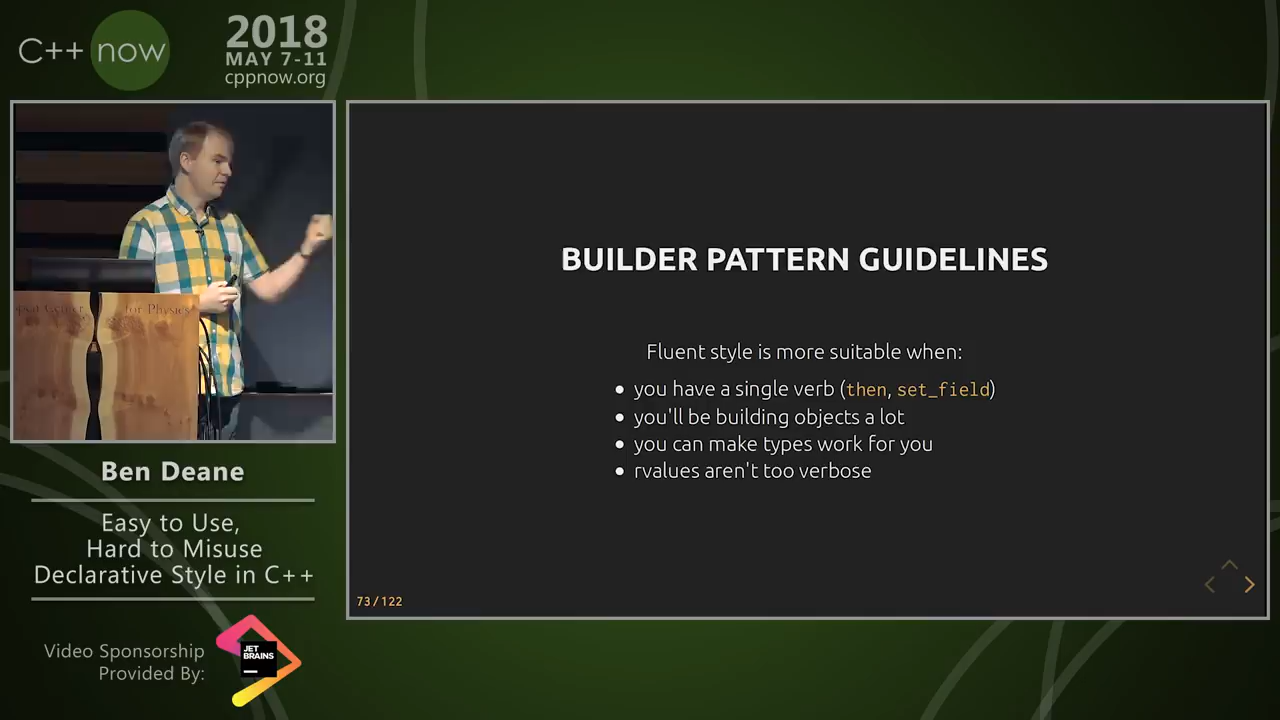 C++ now
2018
MAY 7-11
cppnow.org
for Physics
BUILDER PATTERN GUIDELINES
Fluent style is more suitable when:
• you have a single verb (then, set_field)
• you'll be building objects a lot
• you can make types work for you
• rvalues aren't too verbose
73/122
Ben Deane
Easy to Use,
Hard to Misuse
Declarative Style in C++
Video Sponsorship
Provided By:
JET
BRAINS